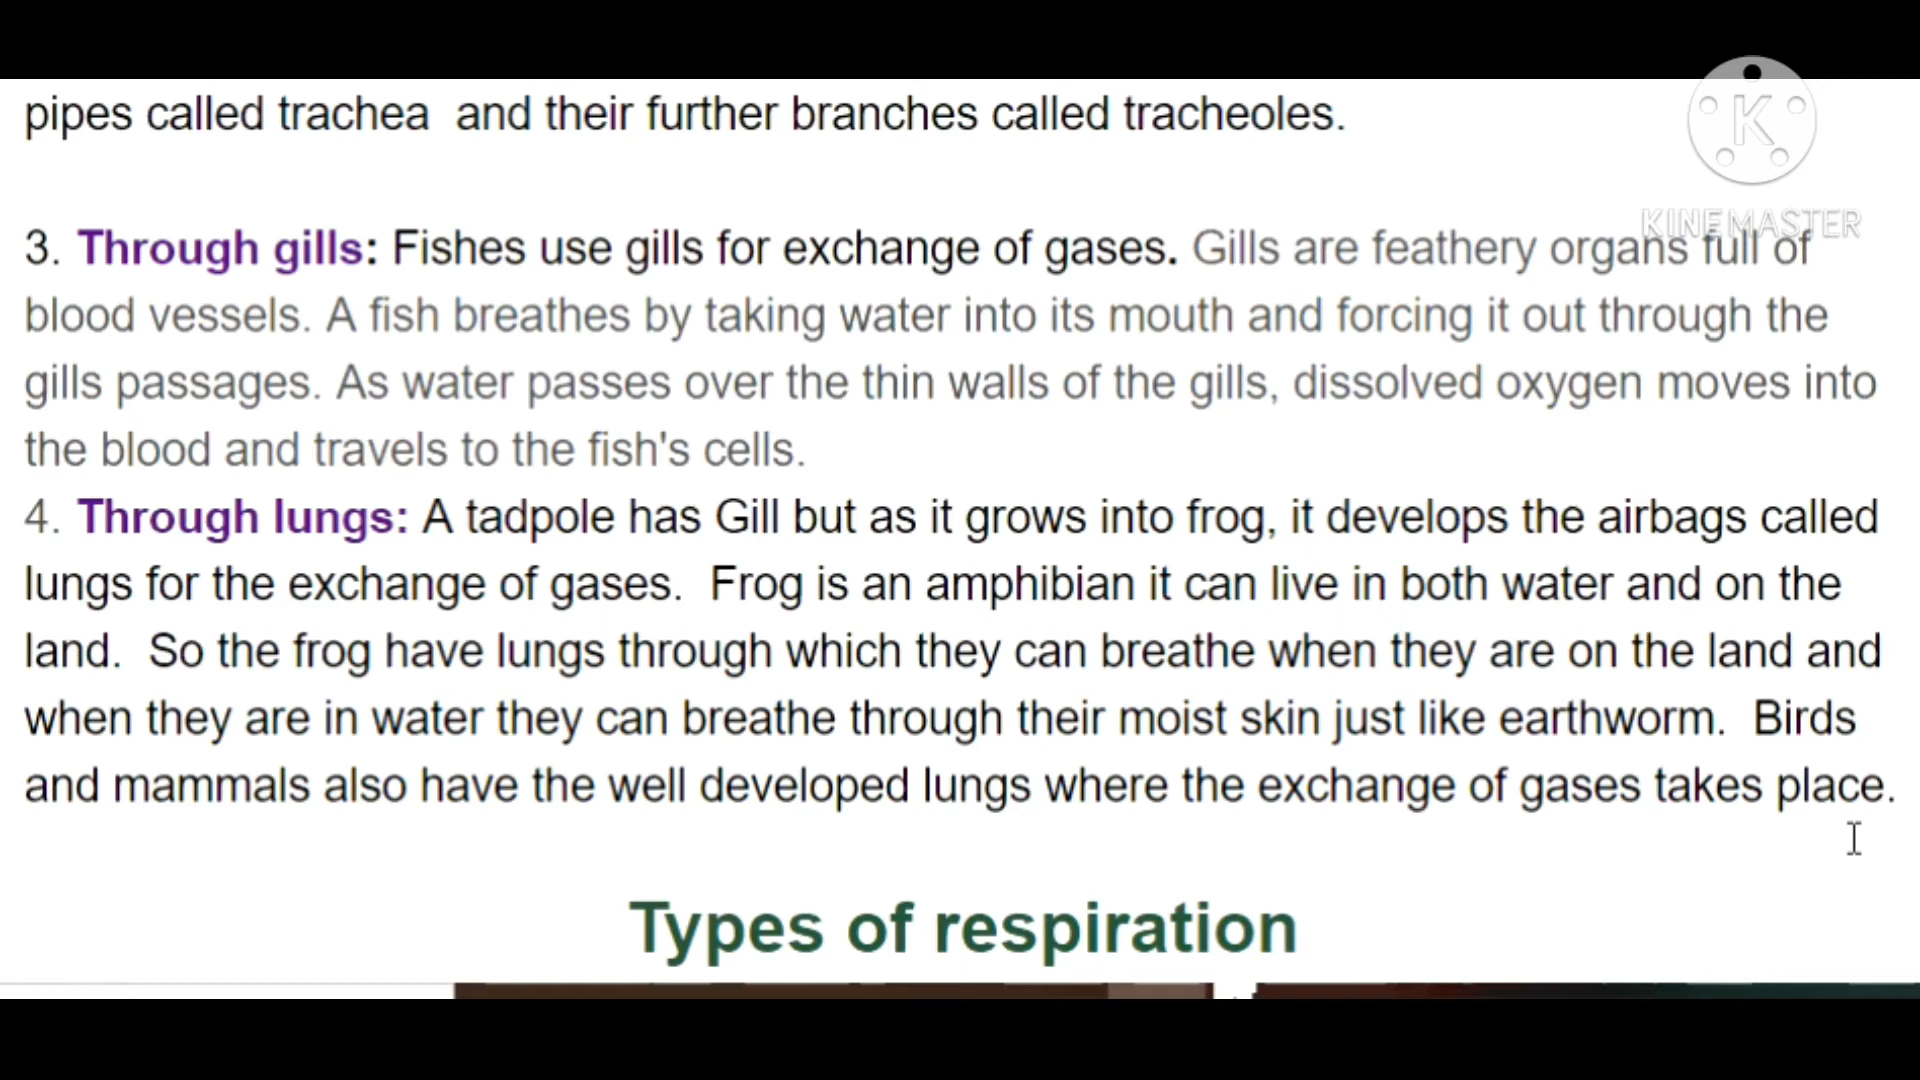 pipes called trachea  and their further branches called tracheoles.
K
KINEMASTER
3. Through gills: Fishes use gills for exchange of gases. Gills are feathery organs full of
blood vessels. A fish breathes by taking water into its mouth and forcing it out through the
gills passages. As water passes over the thin walls of the gills, dissolved oxygen moves into
the blood and travels to the fish's cells.
4. Through lungs: A tadpole has Gill but as it grows into frog, it develops the airbags called
lungs for the exchange of gases.  Frog is an amphibian it can live in both water and on the
land.  So the frog have lungs through which they can breathe when they are on the land and
when they are in water they can breathe through their moist skin just like earthworm.  Birds
and mammals also have the well developed lungs where the exchange of gases takes place.
Types of respiration